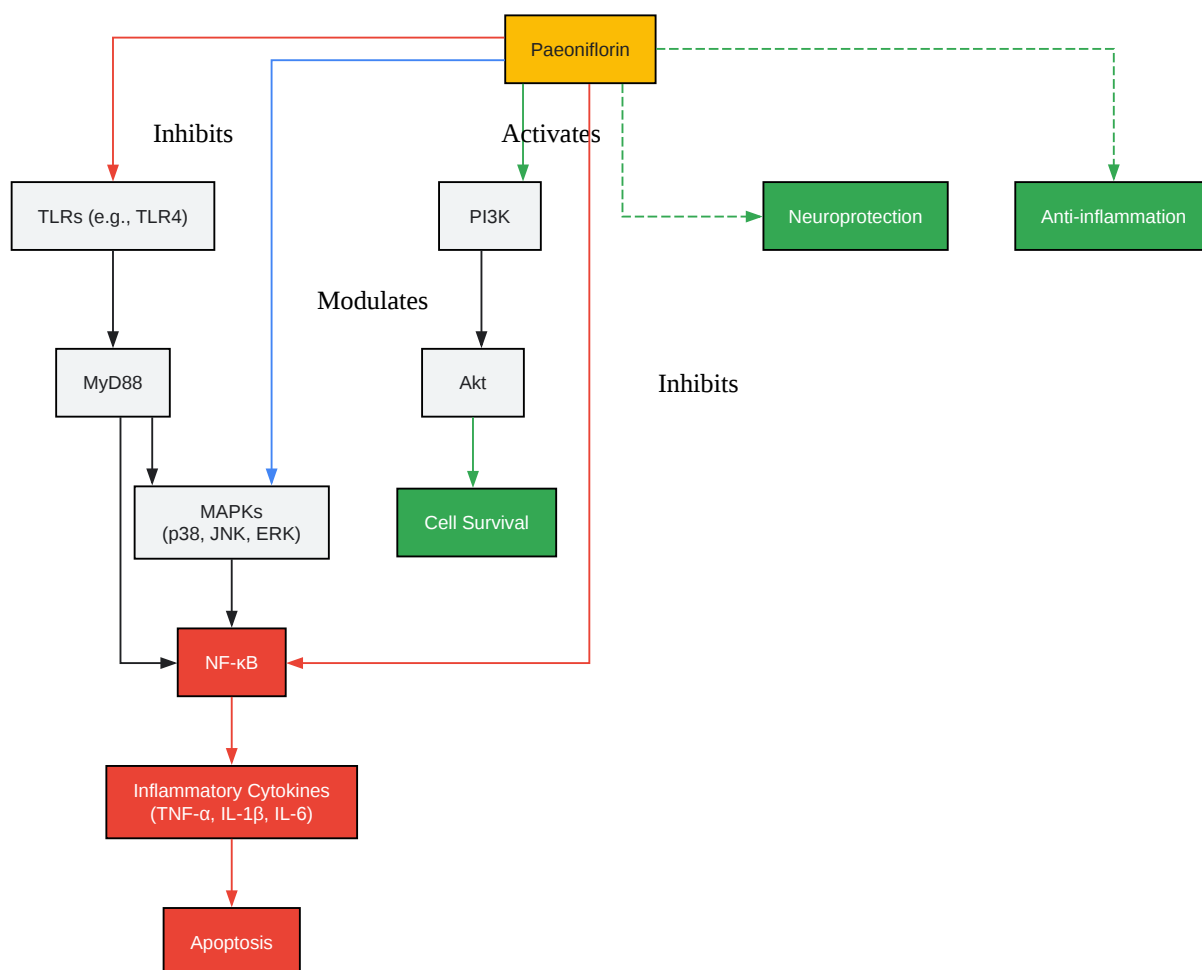 Paeoniflorin
Inhibits
Activates
TLRs (e.g., TLR4)
PI3K
Neuroprotection
Anti-inflammation
Modulates
MyD88
Akt
Inhibits
MAPKs
(p38, JNK, ERK)
Cell Survival
NF-κB
Inflammatory Cytokines
(TNF-α, IL-1β, IL-6)
Apoptosis